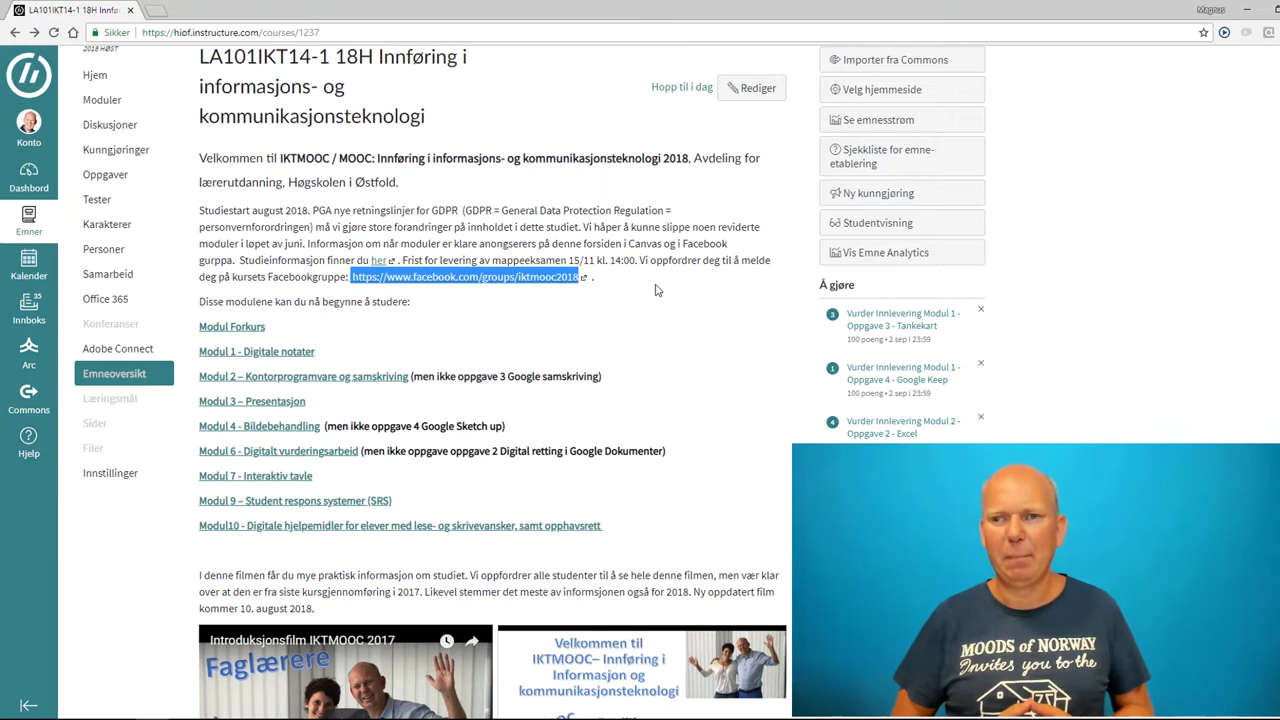 LA101IKT14-1 18H Innf
Magnus
Sikker
https://hiof.instructure.com/courses/1237
2018 HØST
Konto
Dashbord
Emner
Kalender
35
Innboks
Arc
Commons
Hjelp
Hjem
Moduler
Diskusjoner
Kunngjøringer
Oppgaver
Tester
Karakterer
Personer
Samarbeid
Office 365
Konferanser
Adobe Connect
Emneoversikt
Læringsmål
Sider
Filer
Innstillinger
LA101IKT14-1 18H Innføring i
informasjons- og
kommunikasjonsteknologi
Hopp til i dag
Rediger
Velkommen til IKTMOOC / MOOC: Innføring i informasjons- og kommunikasjonsteknologi 2018, Avdeling for
lærerutdanning, Høgskolen i Østfold.
Studiestart august 2018. PGA nye retningslinjer for GDPR (GDPR = General Data Protection Regulation =
personvernforordningen) må vi gjøre store forandringer på innholdet i dette studiet. Vi håper å kunne slippe noen reviderte
moduler i løpet av juni. Informasjon om når moduler er klare anongserers på denne forsiden i Canvas og i Facebook
gurppa. Studieinformasjon finner du her . Frist for levering av mappeeksamen 15/11 kl. 14:00. Vi oppfordrer deg til å melde
deg på kursets Facebookgruppe: https://www.facebook.com/groups/iktmooc2018 .
Disse modulene kan du nå begynne å studere:
Modul Forkurs
Modul 1 - Digitale notater
Modul 2 – Kontorprogramvare og samskriving (men ikke oppgave 3 Google samskriving)
Modul 3 – Presentasjon
Modul 4 - Bildebehandling (men ikke oppgave 4 Google Sketch up)
Modul 6 - Digitalt vurderingsarbeid (men ikke oppgave oppgave 2 Digital retting i Google Dokumenter)
Modul 7 - Interaktiv tavle
Modul 9 – Student respons systemer (SRS)
Modul10 - Digitale hjelpemidler for elever med lese- og skrivevansker, samt opphavsrett
I denne filmen får du mye praktisk informasjon om studiet. Vi oppfordrer alle studenter til å se hele denne filmen, men vær klar
over at den er fra siste kursgjennomføring i 2017. Likevel stemmer det meste av informsjonen også for 2018. Ny oppdatert film
kommer 10. august 2018.
Introduksjonsfilm IKTMOOC 2017
Faglærere
Velkommen til
IKTMOOC– Innføring i
Informasjon og
kommunikasjonsteknologi
Importer fra Commons
Velg hjemmeside
Se emnesstrøm
Sjekkliste for emne-
etablering
Ny kunngjøring
Studentvisning
Vis Emne Analytics
Å gjøre
3 Vurder Innlevering Modul 1 -
Oppgave 3 - Tankekart
100 poeng • 2 sep i 23:59
1 Vurder Innlevering Modul 1 -
Oppgave 4 - Google Keep
100 poeng • 2 sep i 23:59
4 Vurder Innlevering Modul 2 -
Oppgave 2 - Excel
MOODS of NORWAY
Invites you to the